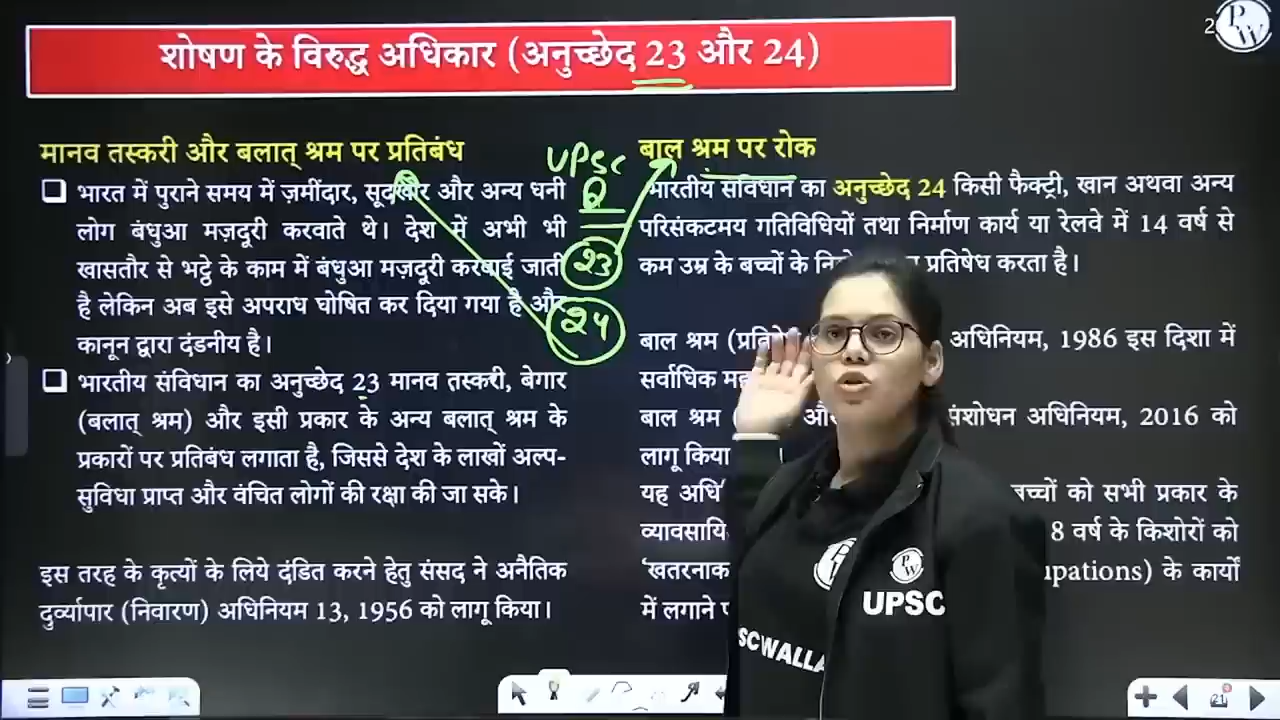 शोषण के विरुद्ध अधिकार (अनुच्छेद 23 और 24)
PW
2
मानव तस्करी और बलात् श्रम पर प्रतिबंध
❑ भारत में पुराने समय में ज़मींदार, सूदखोर और अन्य धनी
लोग बंधुआ मज़दूरी करवाते थे। देश में अभी भी
खासतौर से भट्ठे के काम में बंधुआ मज़दूरी करवाई जाती
है लेकिन अब इसे अपराध घोषित कर दिया गया है और
कानून द्वारा दंडनीय है।
❑ भारतीय संविधान का अनुच्छेद 23 मानव तस्करी, बेगार
(बलात् श्रम) और इसी प्रकार के अन्य बलात् श्रम के
प्रकारों पर प्रतिबंध लगाता है, जिससे देश के लाखों अल्प-
सुविधा प्राप्त और वंचित लोगों की रक्षा की जा सके।
इस तरह के कृत्यों के लिये दंडित करने हेतु संसद ने अनैतिक
दुर्व्यापार (निवारण) अधिनियम 13, 1956 को लागू किया।
UPSC
Q
23
24
बाल श्रम पर रोक
भारतीय संविधान का अनुच्छेद 24 किसी फैक्ट्री, खान अथवा अन्य
परिसंकटमय गतिविधियों तथा निर्माण कार्य या रेलवे में 14 वर्ष से
कम उम्र के बच्चों के प्रतिषेध करता है।
बाल श्रम अधिनियम, 1986 इस दिशा में
सर्वाधिक
बाल श्रम संशोधन अधिनियम, 2016 को
लागू किया
यह बच्चों को सभी प्रकार के
8 वर्ष के किशोरों को
'खतरनाक के कार्यों
में लगाने
PW
UPSC
21